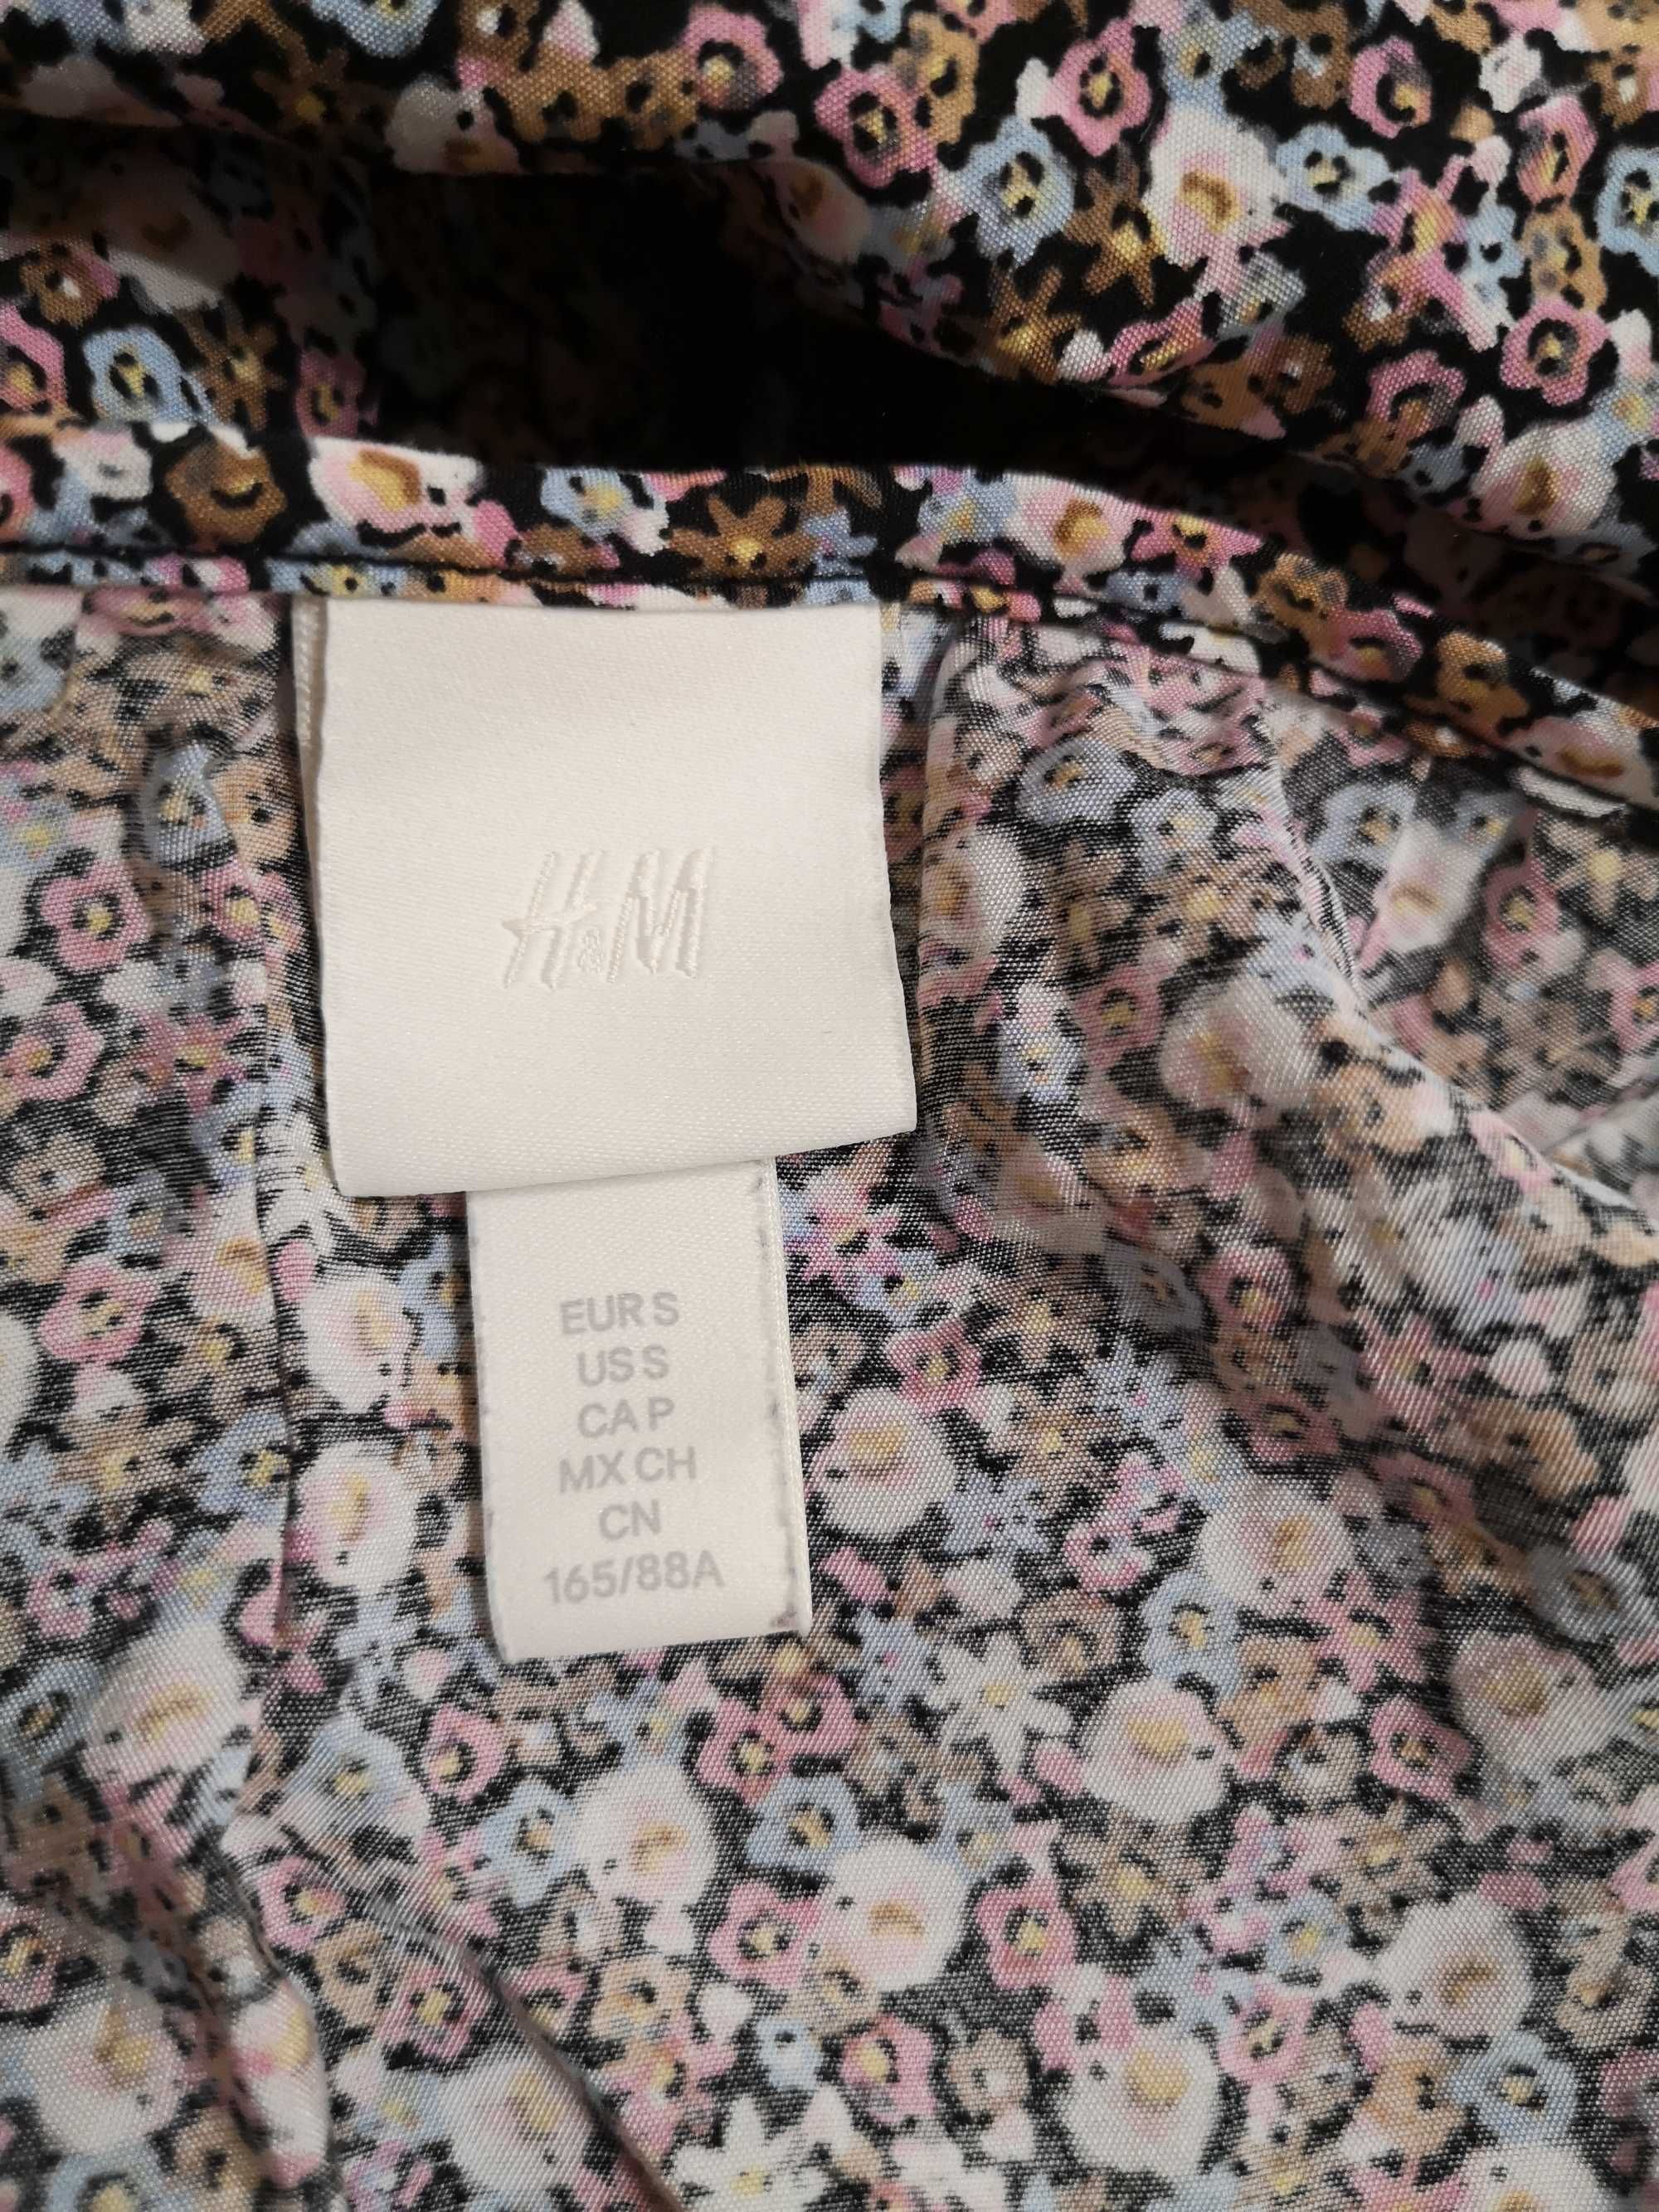 H&M
EUR S
US S
CA P
MX CH
CN
165/88A